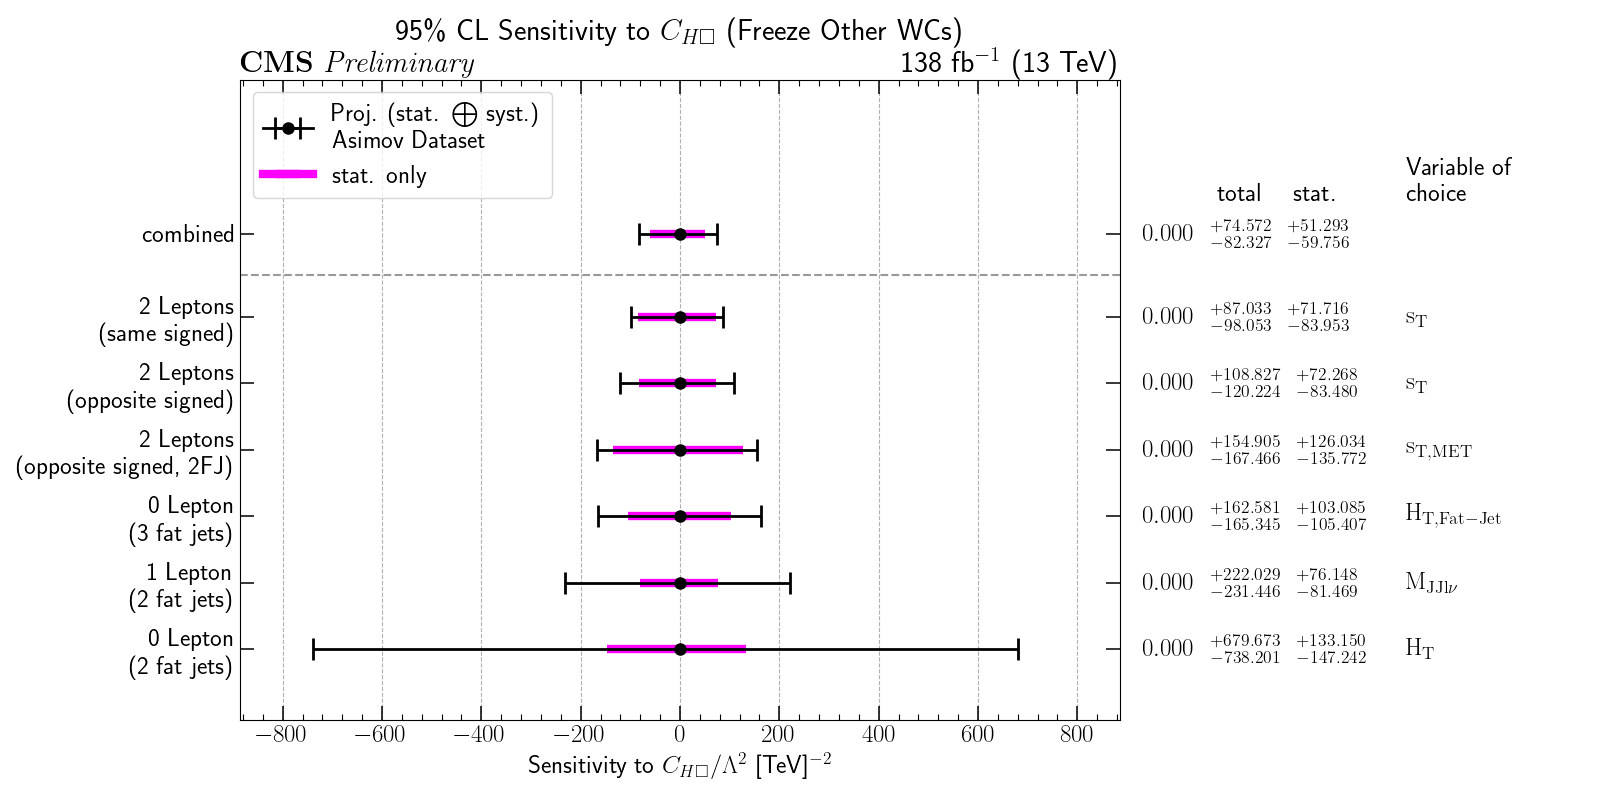 95% CL Sensitivity to C_{H□} (Freeze Other WCs)
CMS Preliminary 138 fb⁻¹ (13 TeV)
Proj. (stat. ⨁ syst.)
Asimov Dataset
stat. only
Variable of
total stat. choice
combined 0.000 +74.572 +51.293
−82.327 −59.756
2 Leptons
(same signed) 0.000 +87.033 +71.716
−98.053 −83.953 s_T
2 Leptons
(opposite signed) 0.000 +108.827 +72.268
−120.224 −83.480 s_T
2 Leptons
(opposite signed, 2FJ) 0.000 +154.905 +126.034
−167.466 −135.772 s_{T,MET}
0 Lepton
(3 fat jets) 0.000 +162.581 +103.085
−165.345 −105.407 H_{T,Fat−Jet}
1 Lepton
(2 fat jets) 0.000 +222.029 +76.148
−231.446 −81.469 M_{JJlν}
0 Lepton
(2 fat jets) 0.000 +679.673 +133.150
−738.201 −147.242 H_T
−800 −600 −400 −200 0 200 400 600 800
Sensitivity to C_{H□}/Λ² [TeV]⁻²